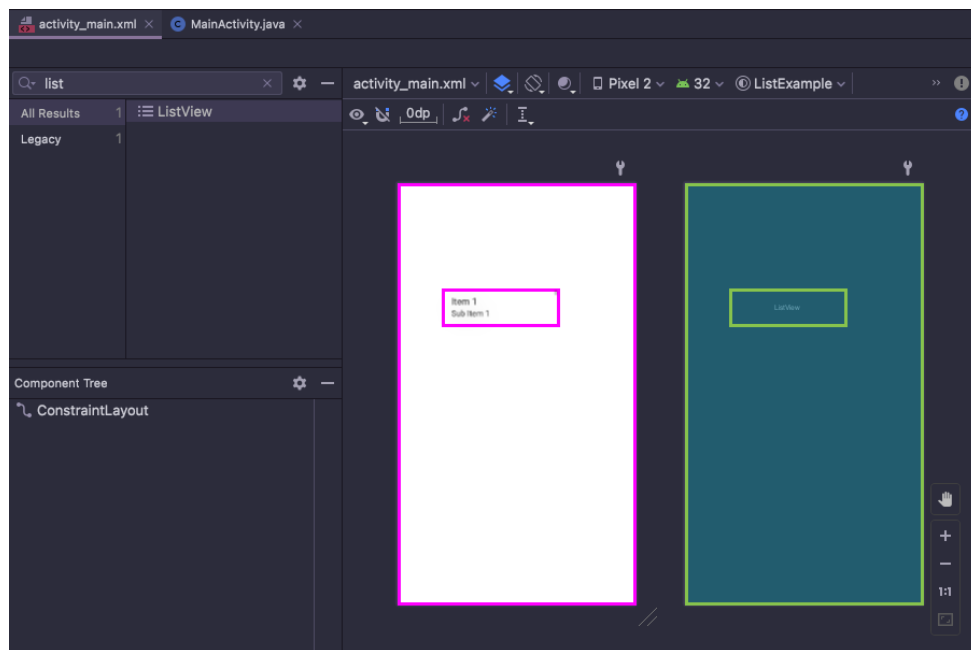 activity_main.xml MainActivity.java
list
activity_main.xml Pixel 2 32 ListExample
All Results 1
ListView
Legacy 1
0dp
Item 1
Sub Item 1
ListView
Component Tree
ConstraintLayout
1:1